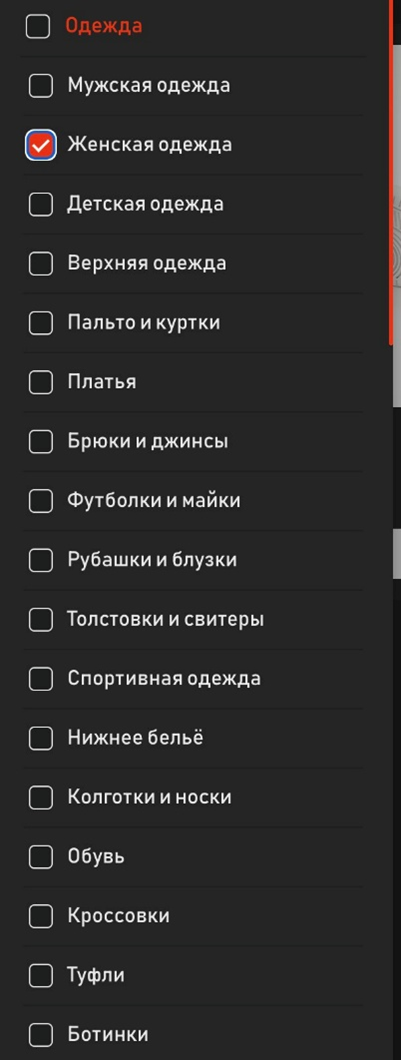 Одежда
Мужская одежда
Женская одежда
Детская одежда
Верхняя одежда
Пальто и куртки
Платья
Брюки и джинсы
Футболки и майки
Рубашки и блузки
Толстовки и свитеры
Спортивная одежда
Нижнее бельё
Колготки и носки
Обувь
Кроссовки
Туфли
Ботинки